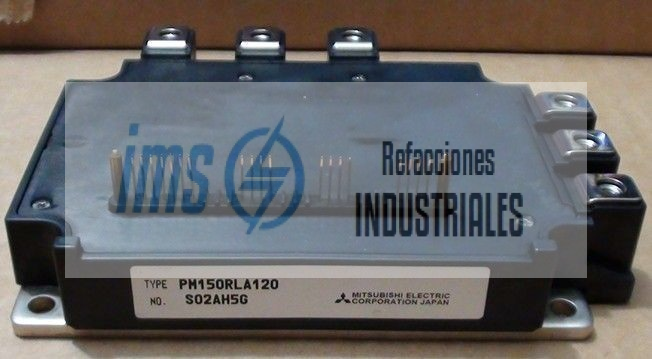 ims
Refacciones
INDUSTRIALES
TYPE PM150RLA120
NO. S02AH5G
MITSUBISHI ELECTRIC
CORPORATION JAPAN